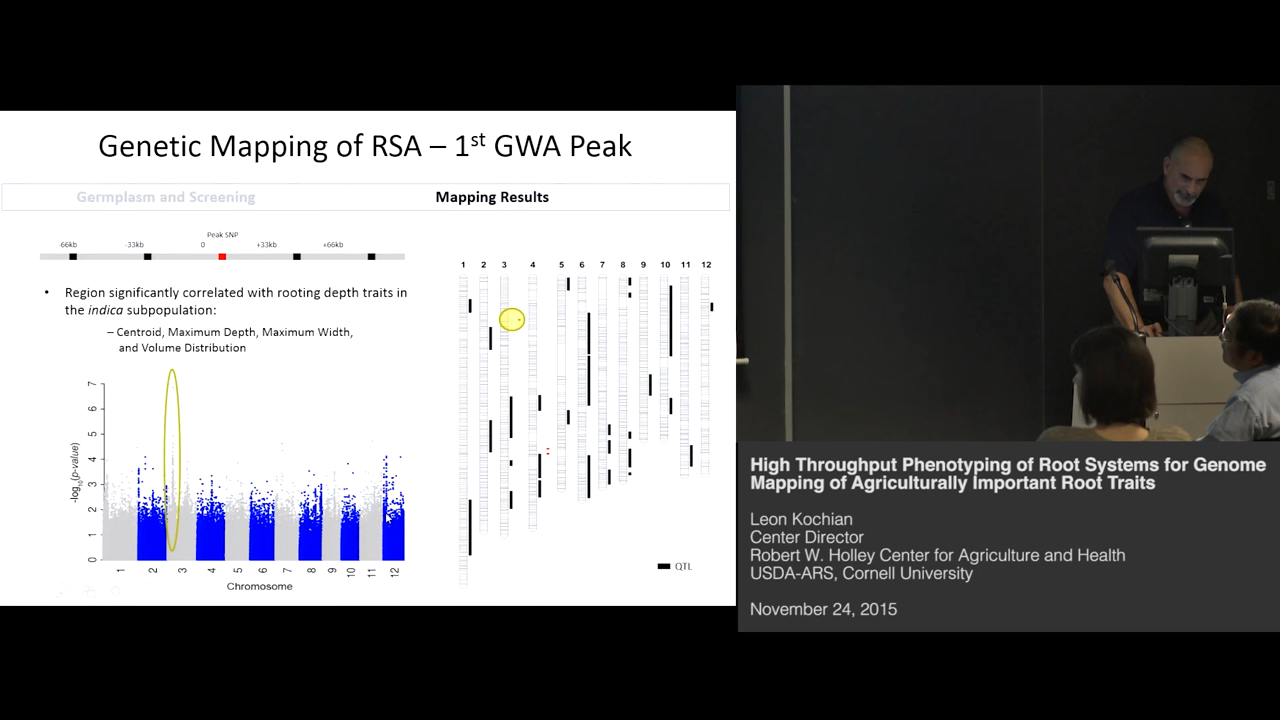 Genetic Mapping of RSA – 1st GWA Peak
Germplasm and Screening
Mapping Results
Peak SNP
-66kb -33kb 0 +33kb +66kb
• Region significantly correlated with rooting depth traits in
the indica subpopulation:
– Centroid, Maximum Depth, Maximum Width,
and Volume Distribution
-log10(p-value)
7
6
5
4
3
2
1
0
1 2 3 4 5 6 7 8 9 10 11 12
Chromosome
1 2 3 4 5 6 7 8 9 10 11 12
QTL
High Throughput Phenotyping of Root Systems for Genome
Mapping of Agriculturally Important Root Traits
Leon Kochian
Center Director
Robert W. Holley Center for Agriculture and Health
USDA-ARS, Cornell University
November 24, 2015